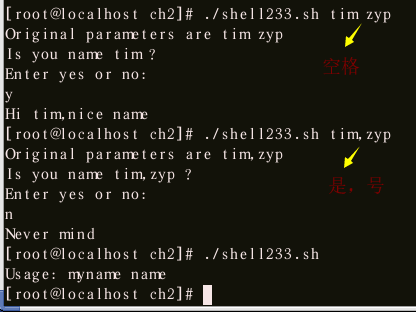 [root@localhost ch2]# ./shell233.sh tim zyp
Original parameters are tim zyp
Is you name tim ?
空格
Enter yes or no:
y
Hi tim,nice name
[root@localhost ch2]# ./shell233.sh tim,zyp
Original parameters are tim,zyp
Is you name tim,zyp ?
是，号
Enter yes or no:
n
Never mind
[root@localhost ch2]# ./shell233.sh
Usage: myname name
[root@localhost ch2]#